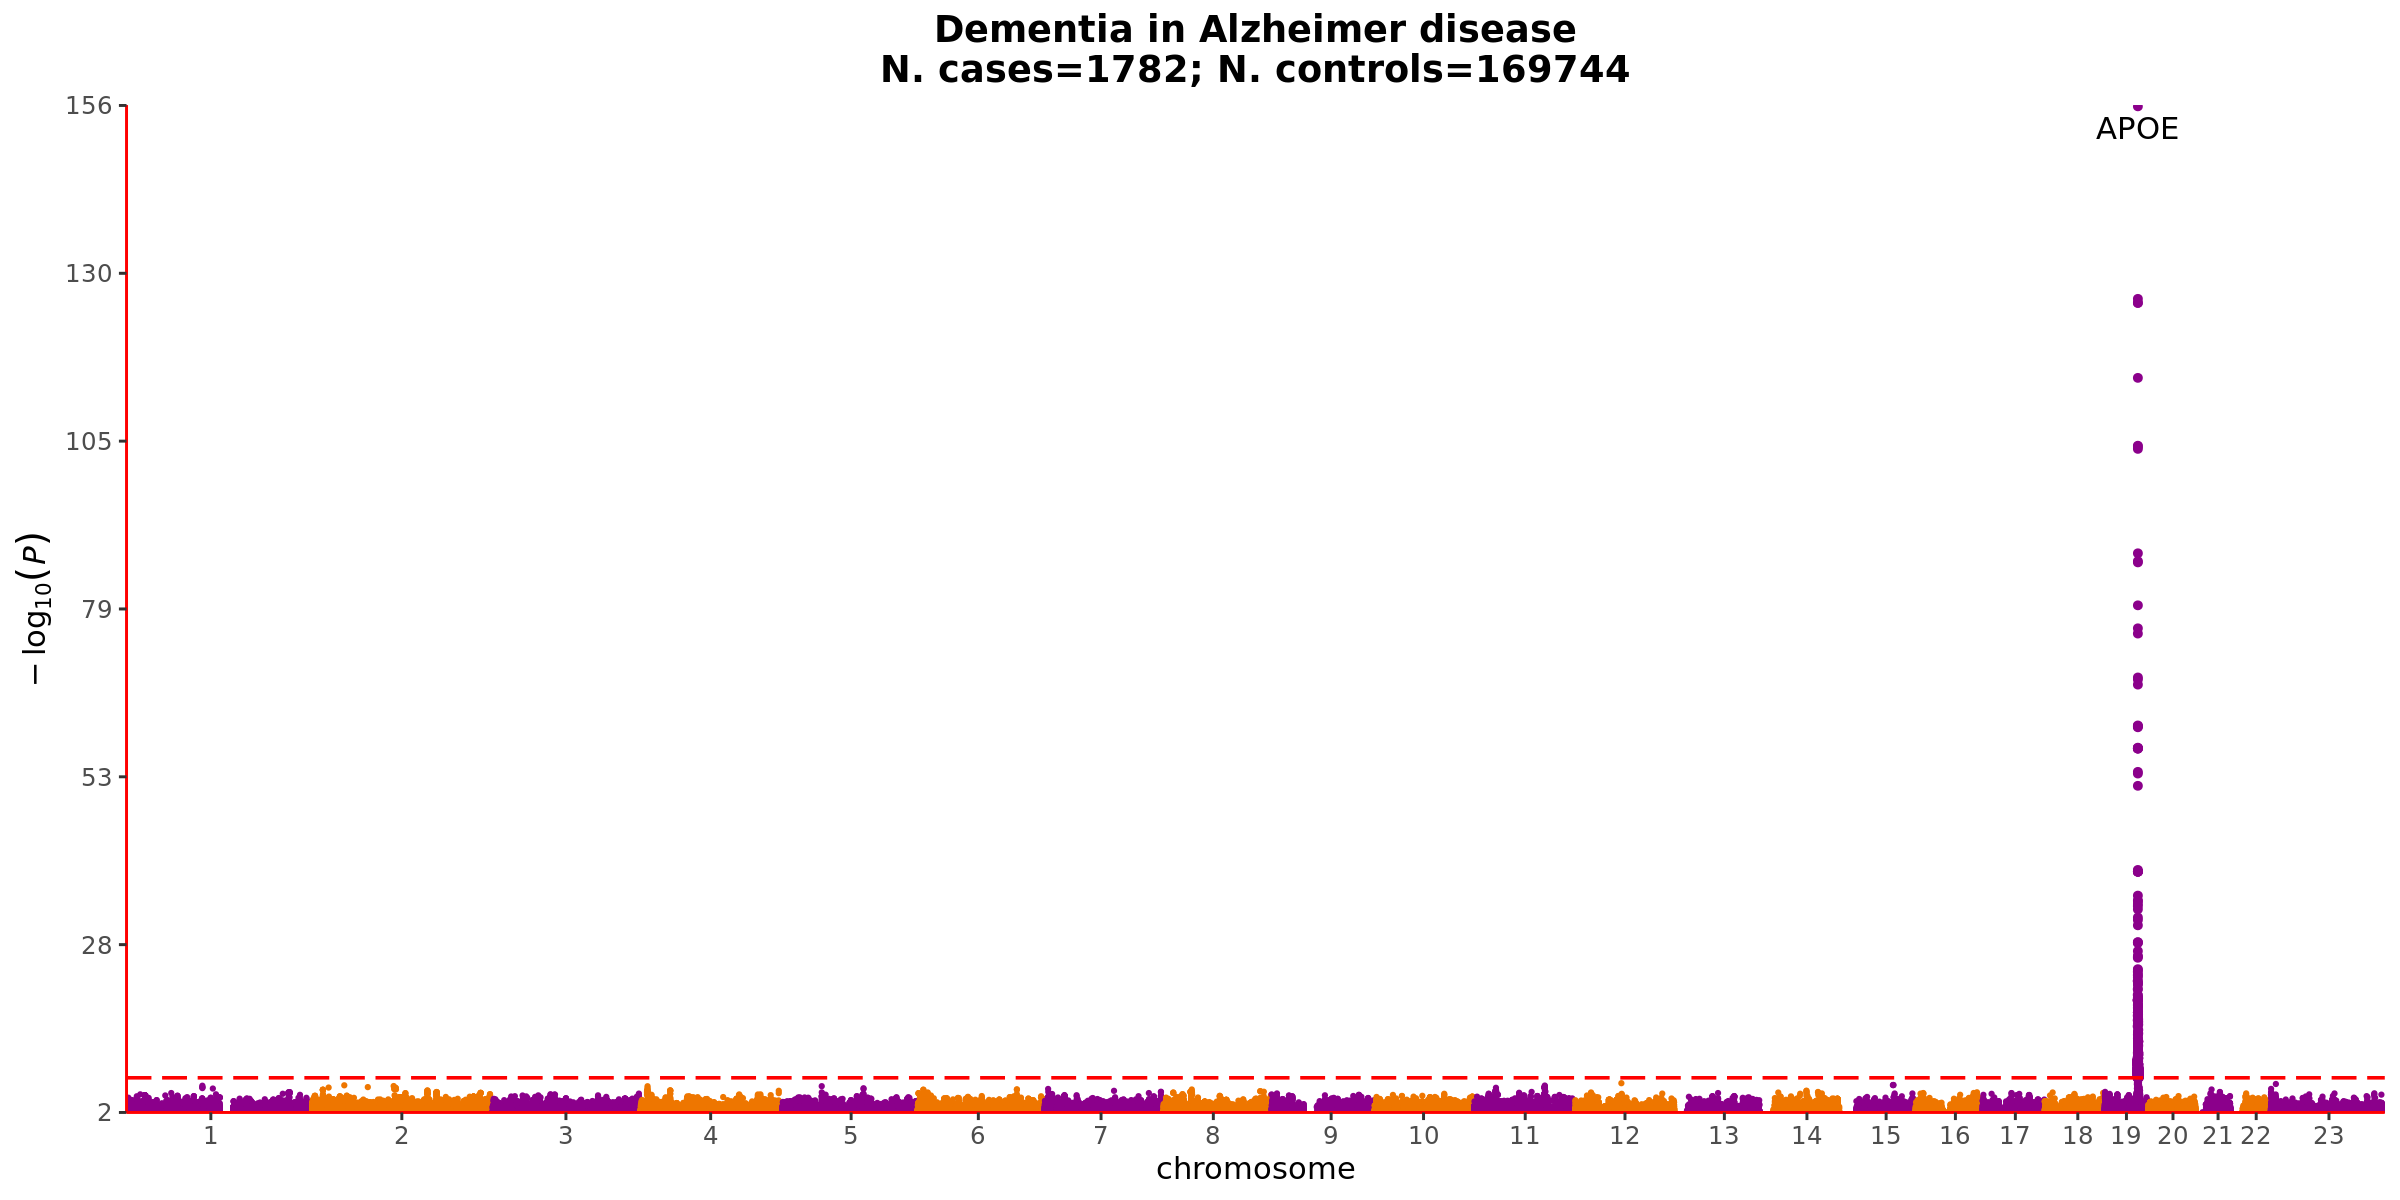 Dementia in Alzheimer disease
N. cases=1782; N. controls=169744
156
APOE
130
105
79
53
28
2
−log10(P)
1 2 3 4 5 6 7 8 9 10 11 12 13 14 15 16 17 18 19 20 21 22 23
chromosome